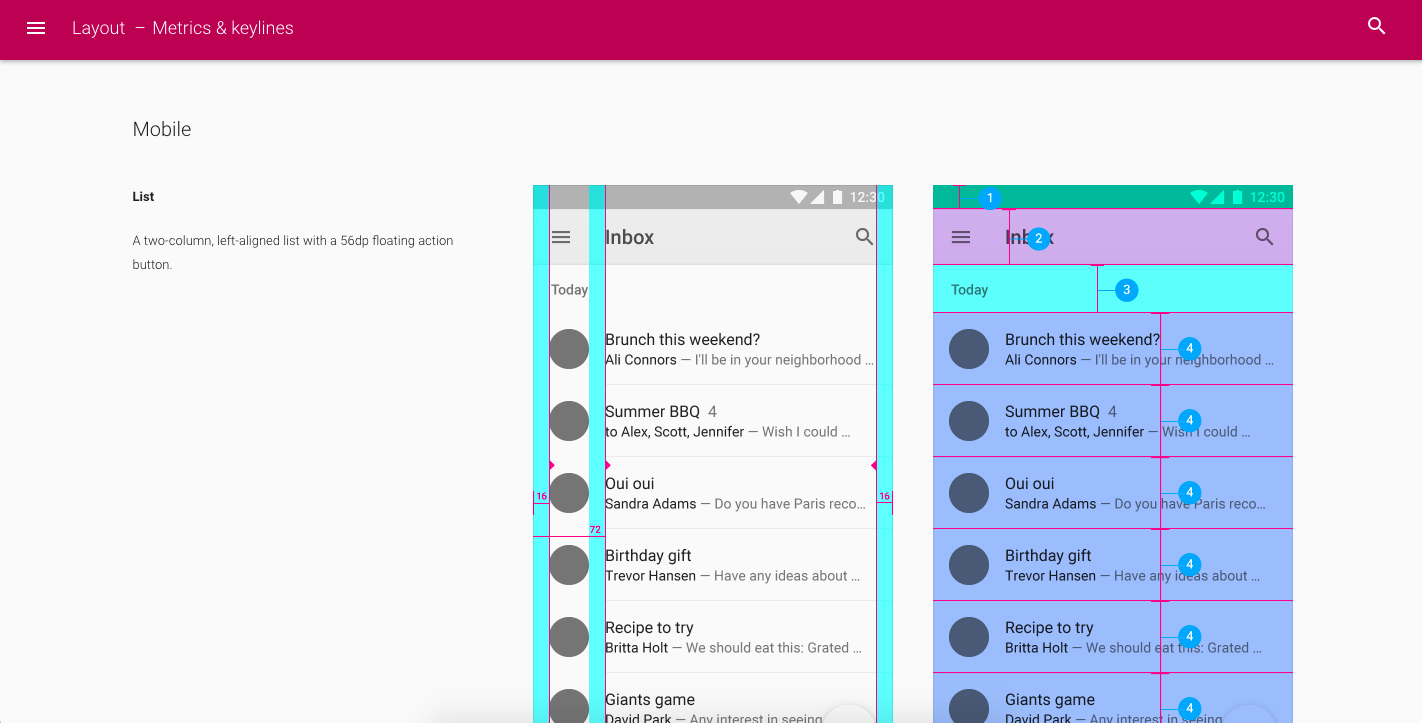 Layout – Metrics & keylines
Mobile
List
A two-column, left-aligned list with a 56dp floating action
button.
12:30
Inbox
Today
Brunch this weekend?
Ali Connors — I'll be in your neighborhood ...
Summer BBQ 4
to Alex, Scott, Jennifer — Wish I could ...
Oui oui
16
Sandra Adams — Do you have Paris reco...
16
72
Birthday gift
Trevor Hansen — Have any ideas about ...
Recipe to try
Britta Holt — We should eat this: Grated ...
Giants game
David Park — Any interest in seeing
1
12:30
Inbox
2
Today
3
Brunch this weekend?
4
Ali Connors — I'll be in your neighborhood ...
Summer BBQ 4
4
to Alex, Scott, Jennifer — Wish I could ...
Oui oui
4
Sandra Adams — Do you have Paris reco...
Birthday gift
4
Trevor Hansen — Have any ideas about ...
Recipe to try
4
Britta Holt — We should eat this: Grated ...
Giants game
4
David Park — Any interest in seeing